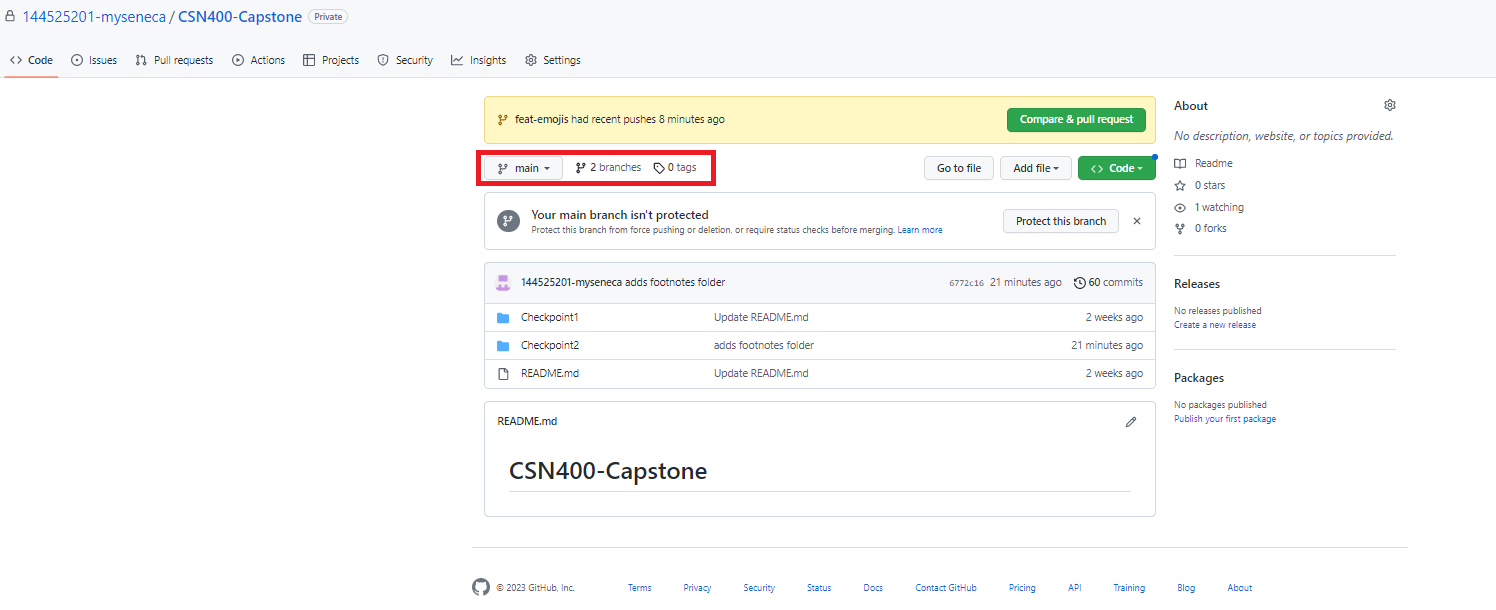 144525201-myseneca / CSN400-Capstone Private
Code Issues Pull requests Actions Projects Security Insights Settings
feat-emojis had recent pushes 8 minutes ago Compare & pull request
main 2 branches 0 tags Go to file Add file Code
Your main branch isn't protected
Protect this branch from force pushing or deletion, or require status checks before merging. Learn more
Protect this branch
144525201-myseneca adds footnotes folder 6772c16 21 minutes ago 60 commits
Checkpoint1 Update README.md 2 weeks ago
Checkpoint2 adds footnotes folder 21 minutes ago
README.md Update README.md 2 weeks ago
README.md
CSN400-Capstone
About
No description, website, or topics provided.
Readme
0 stars
1 watching
0 forks
Releases
No releases published
Create a new release
Packages
No packages published
Publish your first package
© 2023 GitHub, Inc. Terms Privacy Security Status Docs Contact GitHub Pricing API Training Blog About